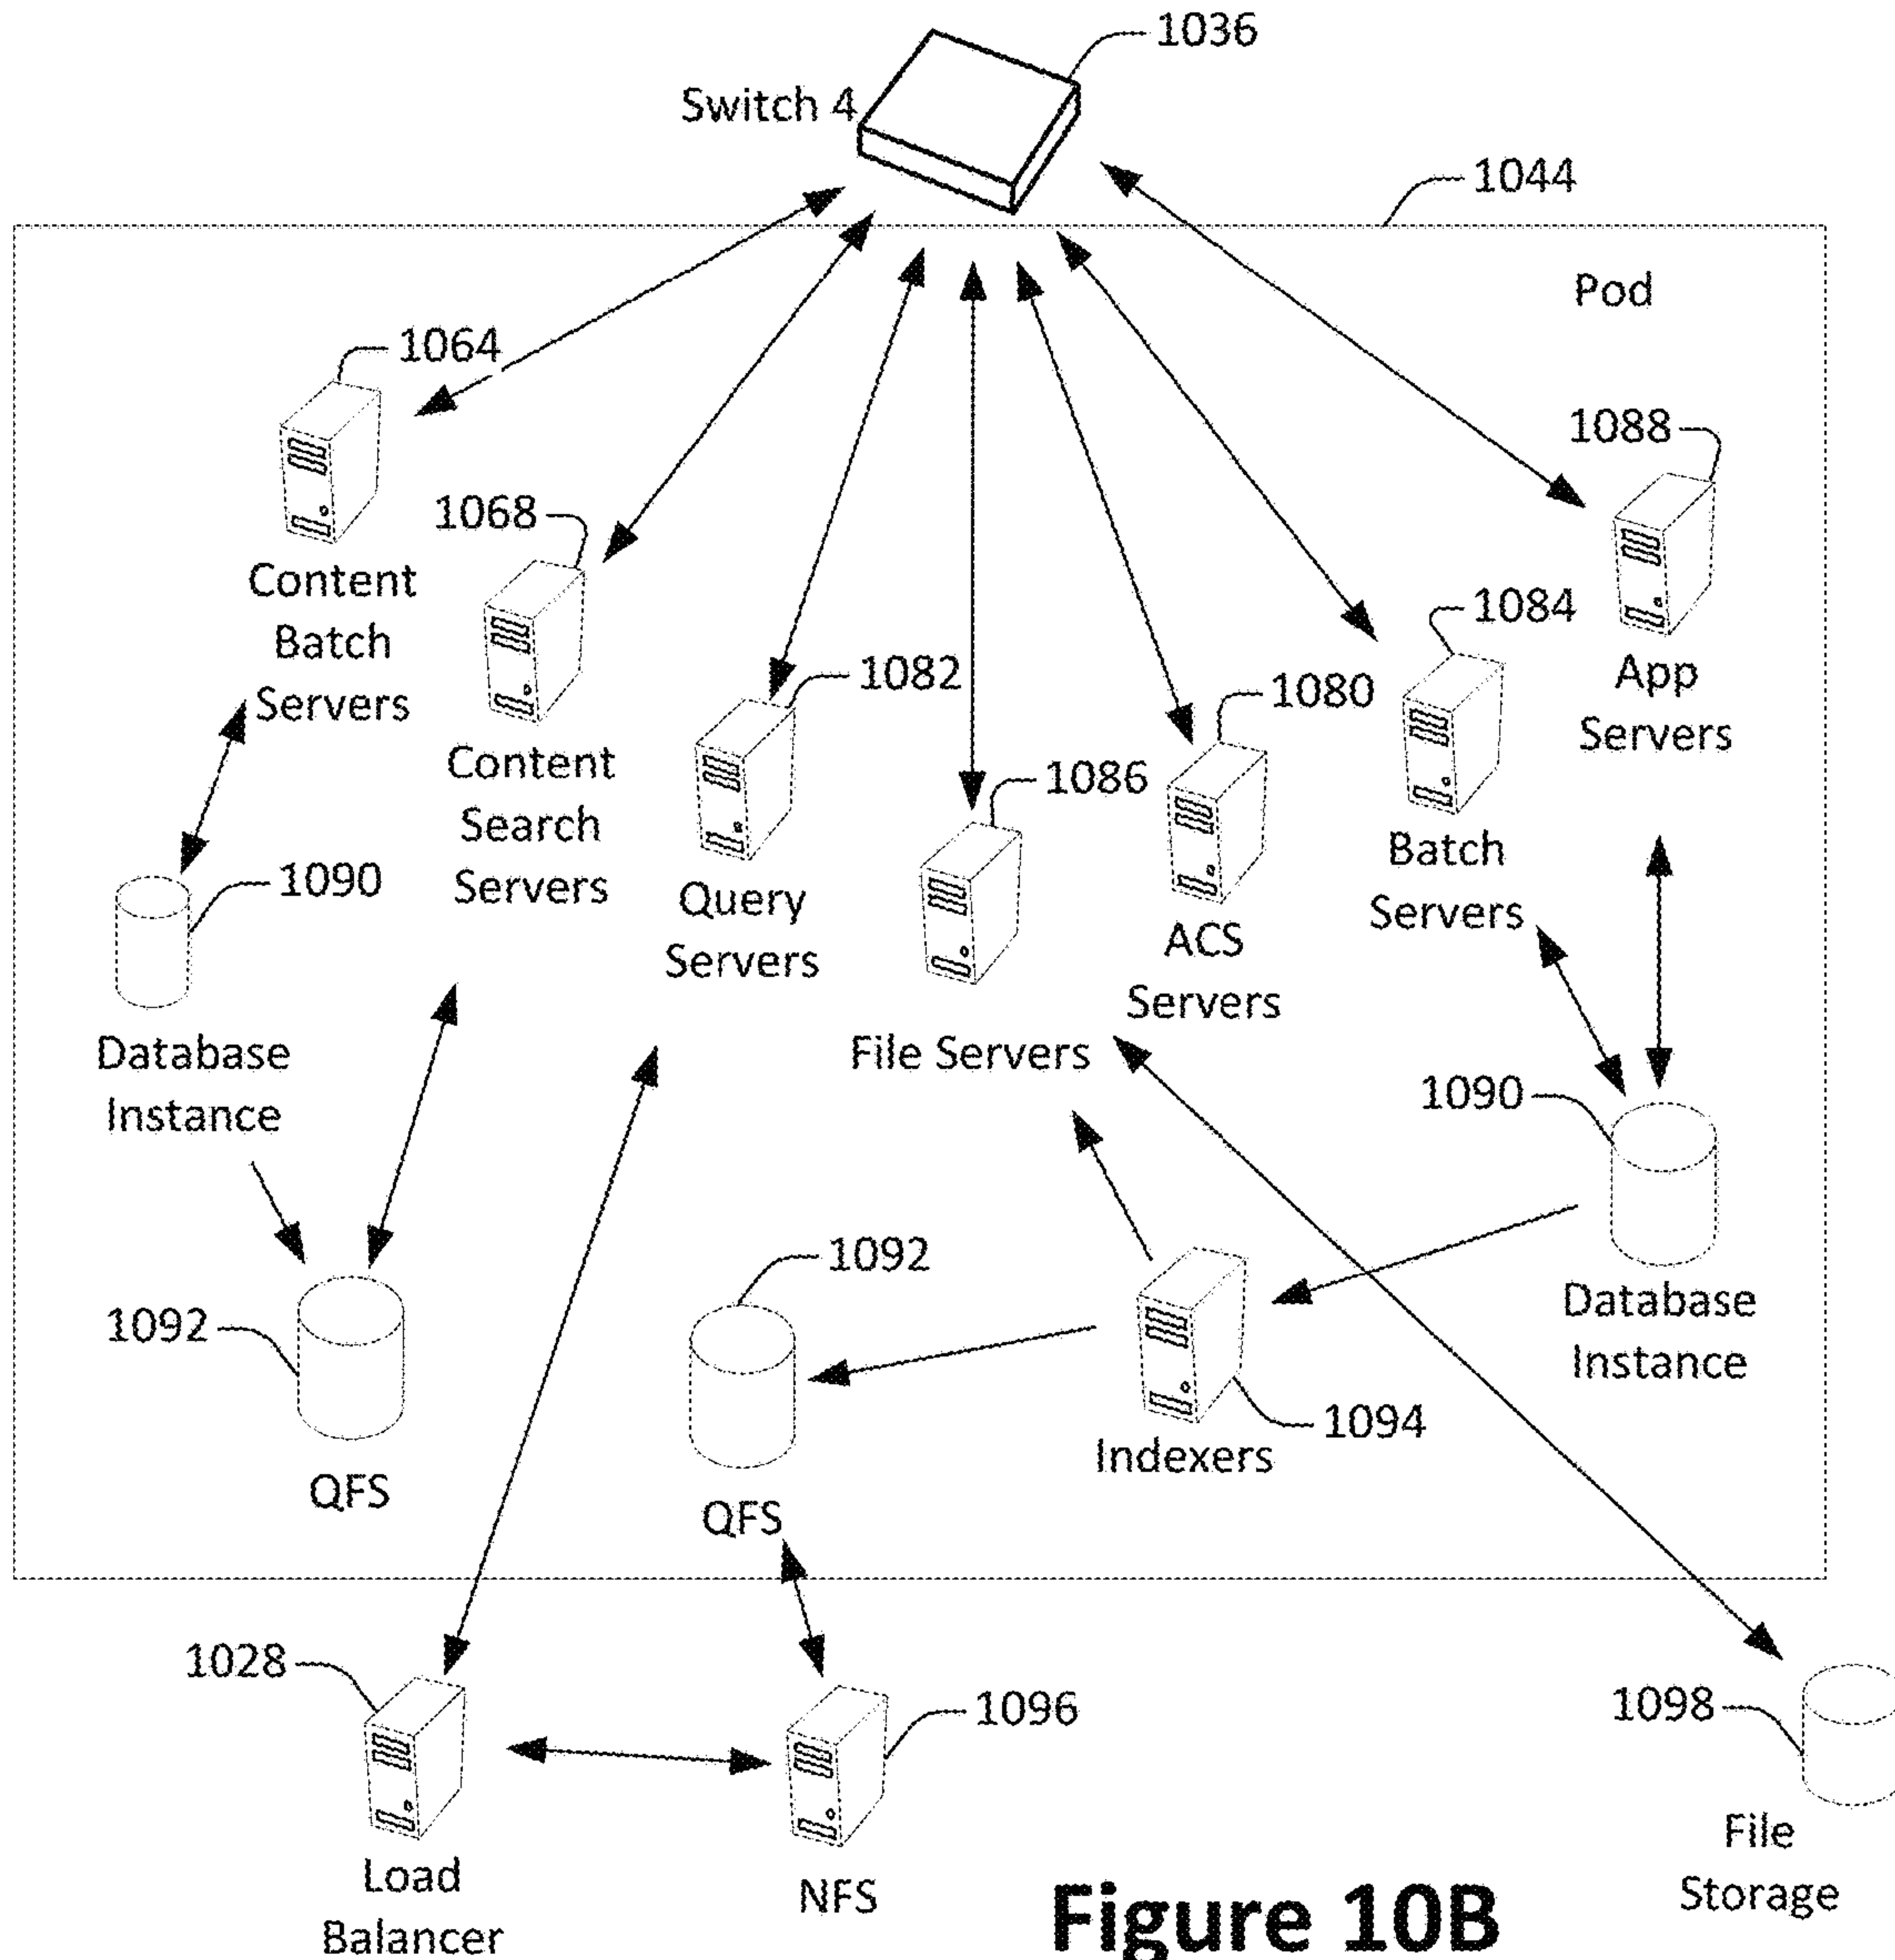 1036
Switch 4
1044
Pod
1064
1088
1068
Content
Batch
Servers
1084
1082
1080
App
Servers
Content
Search
Servers
1086
Batch
Servers
1090
Query
Servers
ACS
Servers
Database
Instance
File Servers
1090
1092
1092
Database
Instance
1094
Indexers
QFS
QFS
1028
1096
1098
Load
Balancer
NFS
File
Storage
Figure 10B